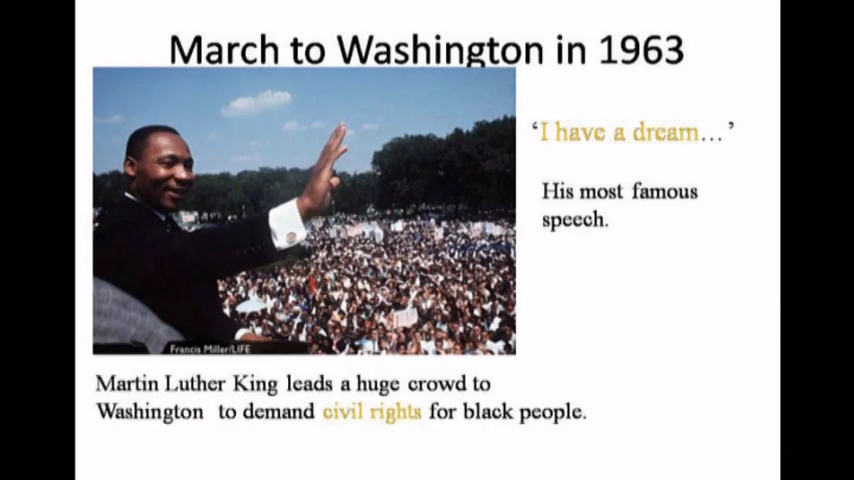 March to Washington in 1963
‘I have a dream…’
His most famous
speech.
Francis Miller/LIFE
Martin Luther King leads a huge crowd to
Washington to demand civil rights for black people.